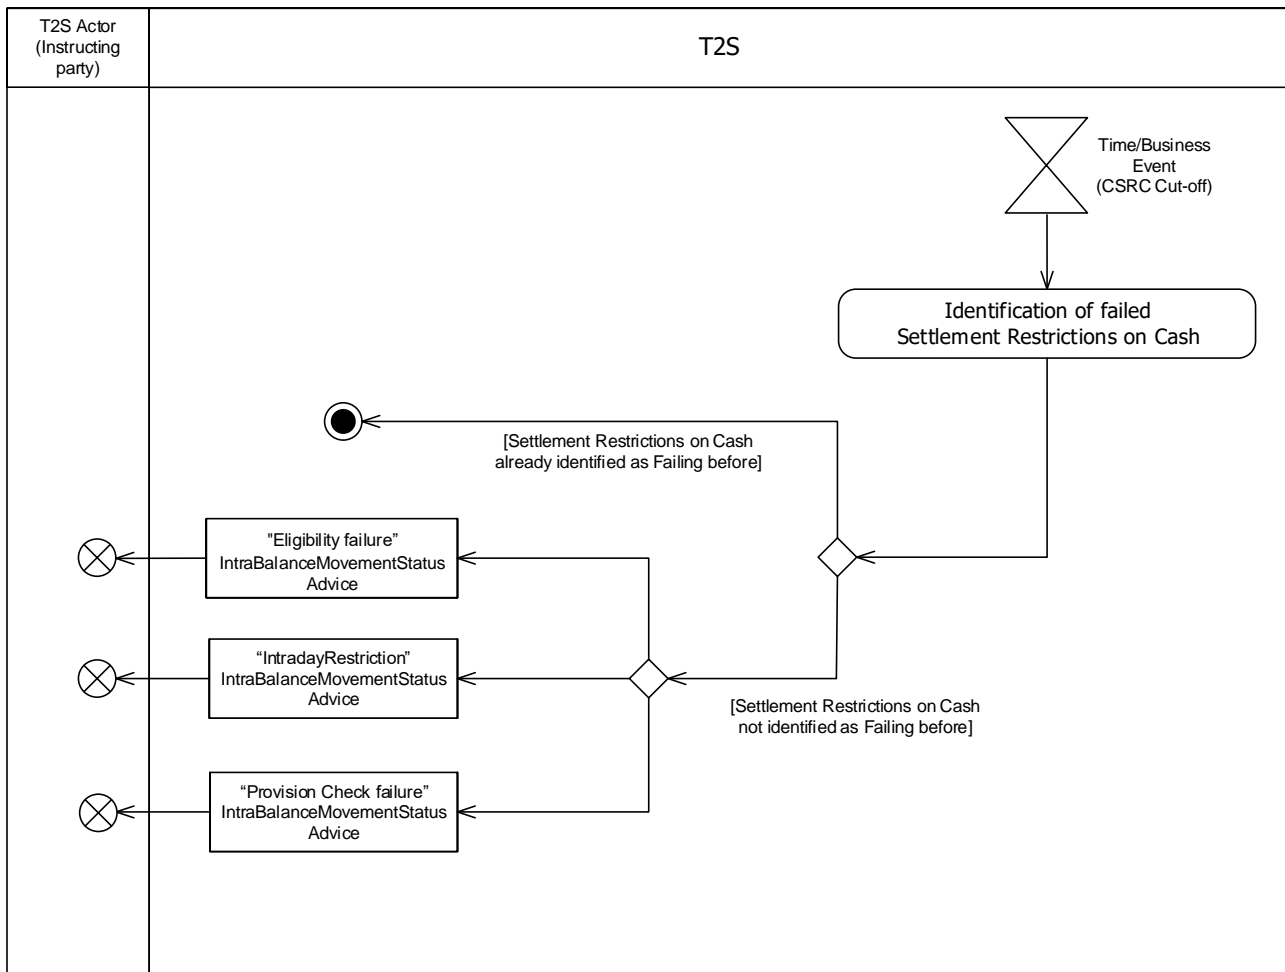 T2S Actor
(Instructing
party)
T2S
Time/Business
Event
(CSRC Cut-off)
Identification of failed
Settlement Restrictions on Cash
[Settlement Restrictions on Cash
already identified as Failing before]
"Eligibility failure”
IntraBalanceMovementStatus
Advice
“IntradayRestriction”
IntraBalanceMovementStatus
Advice
[Settlement Restrictions on Cash
not identified as Failing before]
“Provision Check failure”
IntraBalanceMovementStatus
Advice